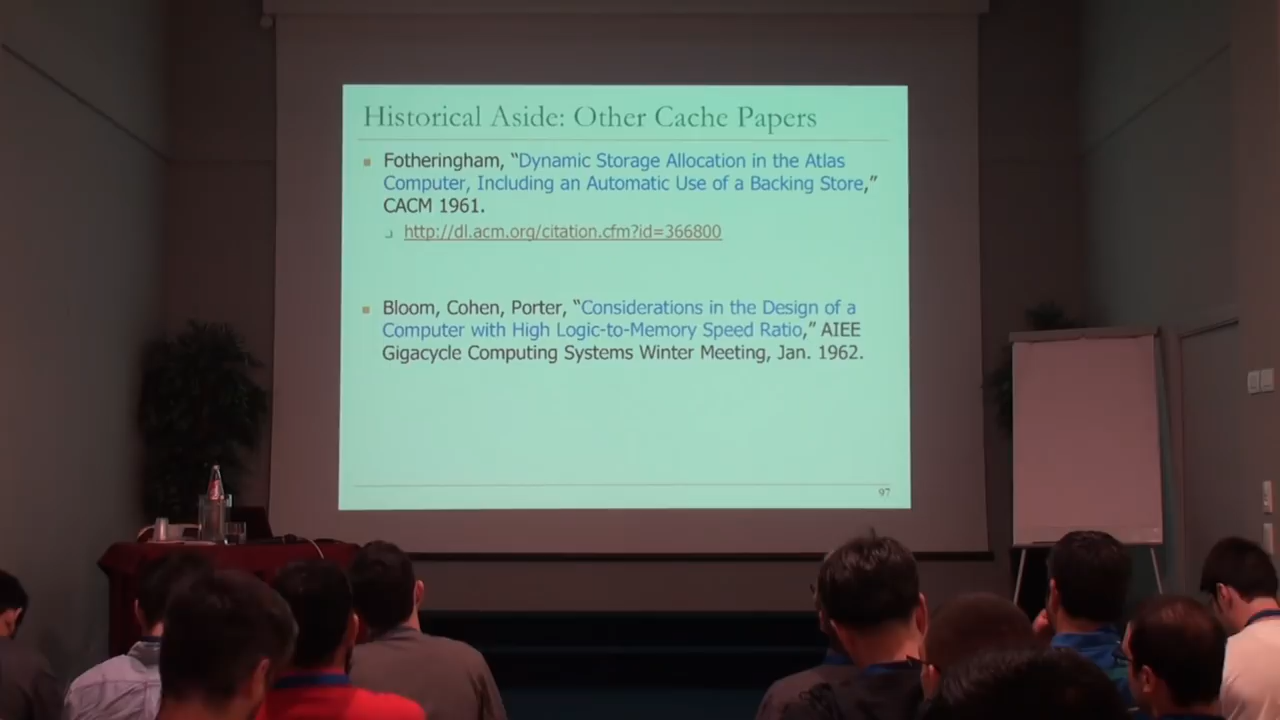 Historical Aside: Other Cache Papers
Fotheringham, “Dynamic Storage Allocation in the Atlas
Computer, Including an Automatic Use of a Backing Store,”
CACM 1961.
http://dl.acm.org/citation.cfm?id=366800
Bloom, Cohen, Porter, “Considerations in the Design of a
Computer with High Logic-to-Memory Speed Ratio,” AIEE
Gigacycle Computing Systems Winter Meeting, Jan. 1962.
97